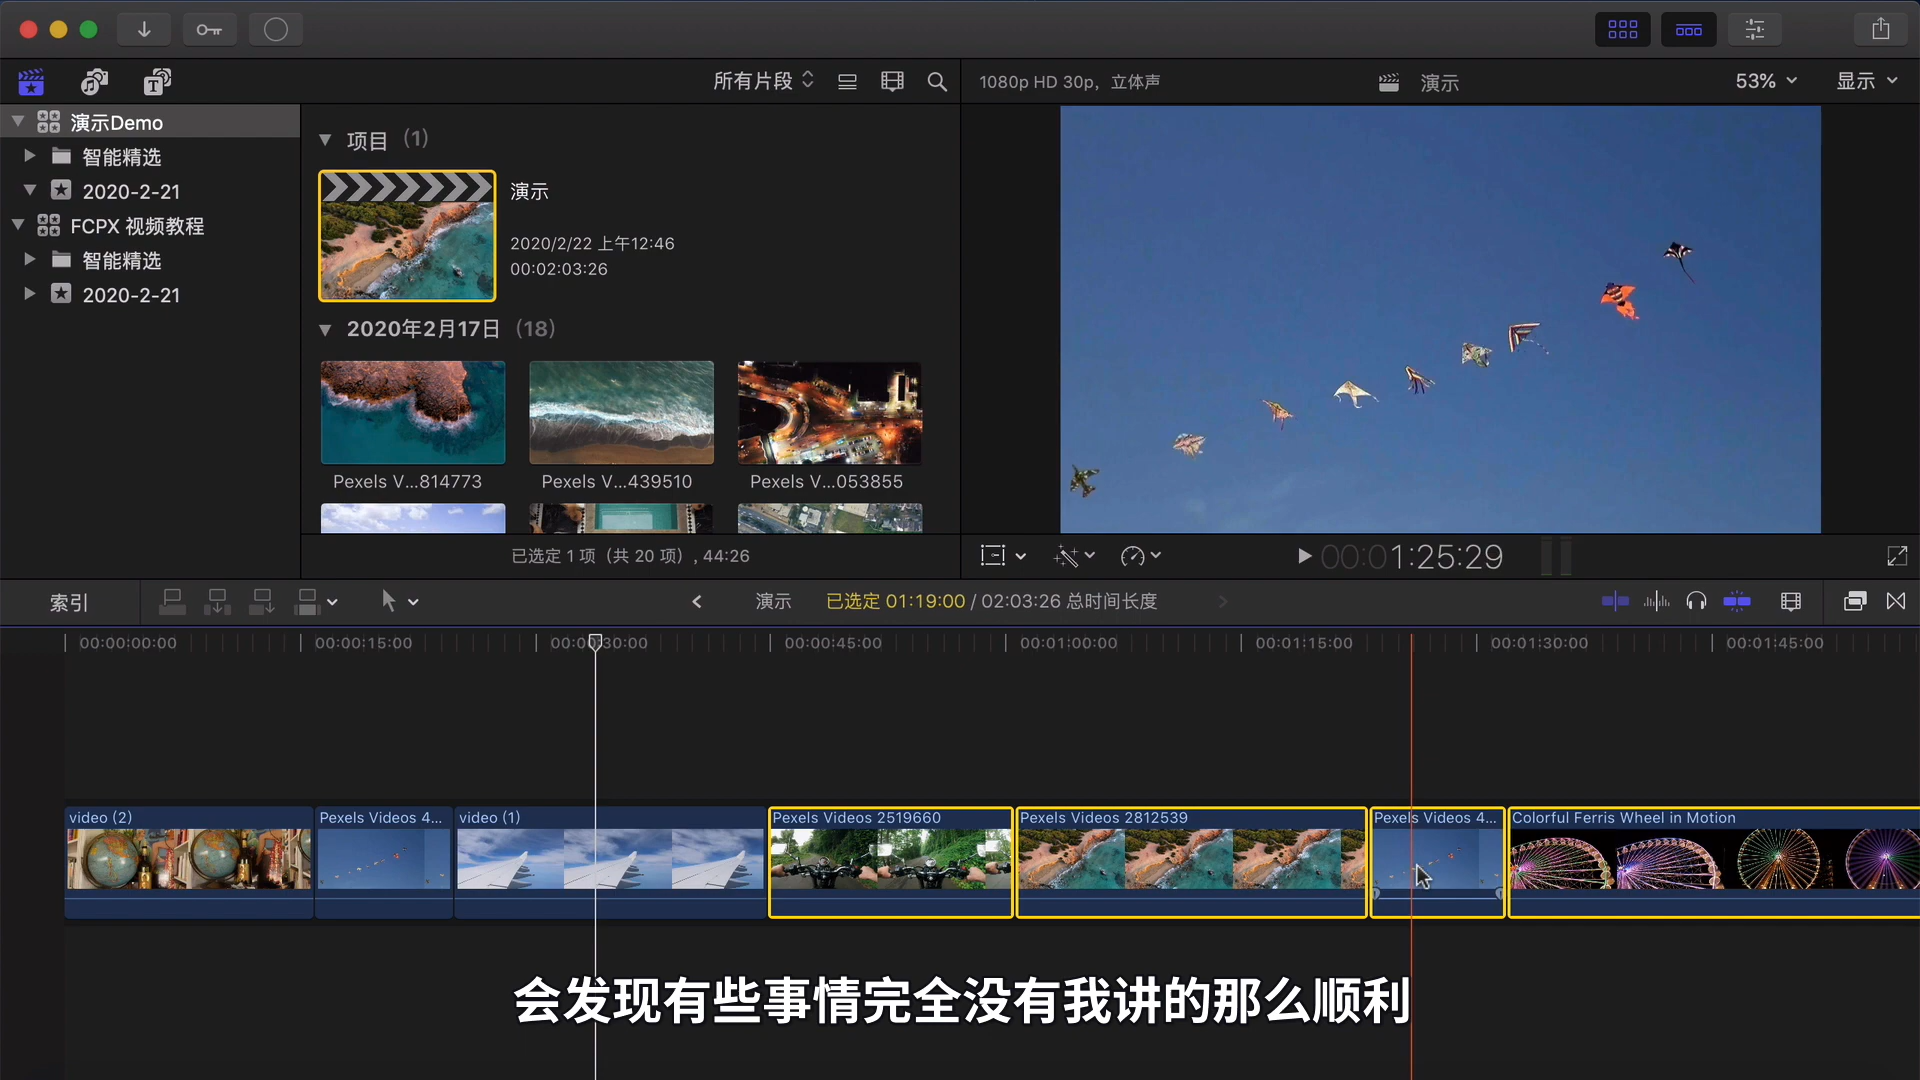 所有片段
1080p HD 30p，立体声
演示
53%
显示
演示Demo
智能精选
2020-2-21
FCPX 视频教程
智能精选
2020-2-21
项目 (1)
演示
2020/2/22 上午12:46
00:02:03:26
2020年2月17日 (18)
Pexels V...814773
Pexels V...439510
Pexels V...053855
已选定 1 项（共 20 项）, 44:26
00:01:25:29
索引
演示
已选定 01:19:00 / 02:03:26 总时间长度
00:00:00:00
00:00:15:00
00:00:30:00
00:00:45:00
00:01:00:00
00:01:15:00
00:01:30:00
00:01:45:00
video (2)
Pexels Videos 4...
video (1)
Pexels Videos 2519660
Pexels Videos 2812539
Pexels Videos 4...
Colorful Ferris Wheel in Motion
会发现有些事情完全没有我讲的那么顺利